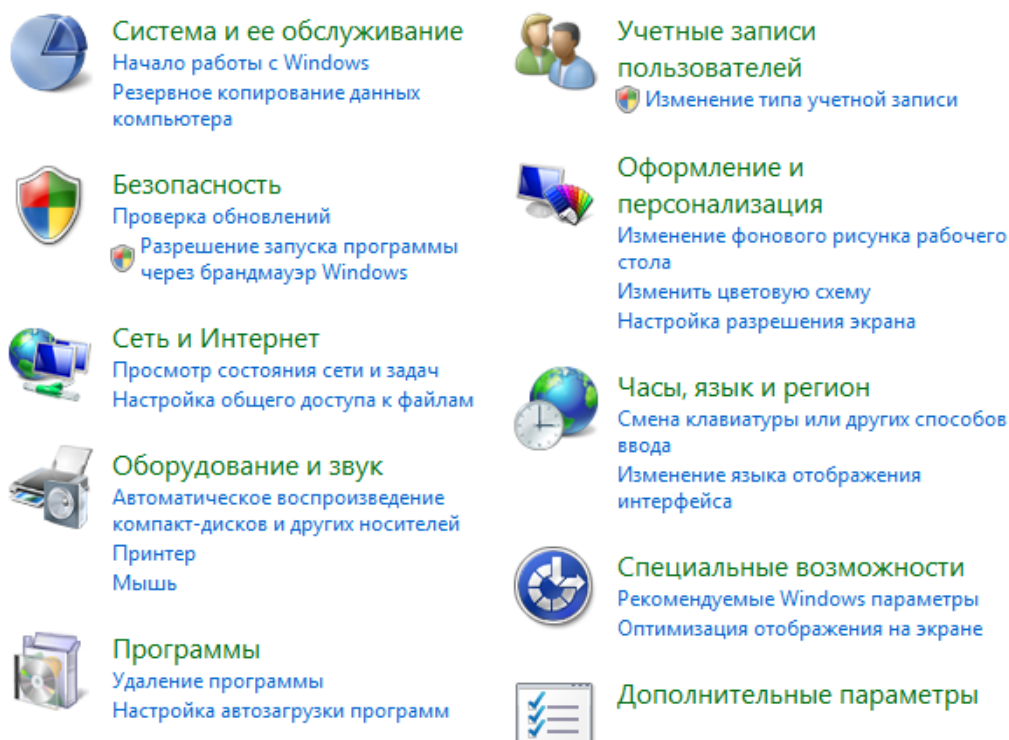 Система и ее обслуживание
Начало работы с Windows
Резервное копирование данных
компьютера
Безопасность
Проверка обновлений
Разрешение запуска программы
через брандмауэр Windows
Сеть и Интернет
Просмотр состояния сети и задач
Настройка общего доступа к файлам
Оборудование и звук
Автоматическое воспроизведение
компакт-дисков и других носителей
Принтер
Мышь
Программы
Удаление программы
Настройка автозагрузки программ
Учетные записи
пользователей
Изменение типа учетной записи
Оформление и
персонализация
Изменение фонового рисунка рабочего
стола
Изменить цветовую схему
Настройка разрешения экрана
Часы, язык и регион
Смена клавиатуры или других способов
ввода
Изменение языка отображения
интерфейса
Специальные возможности
Рекомендуемые Windows параметры
Оптимизация отображения на экране
Дополнительные параметры